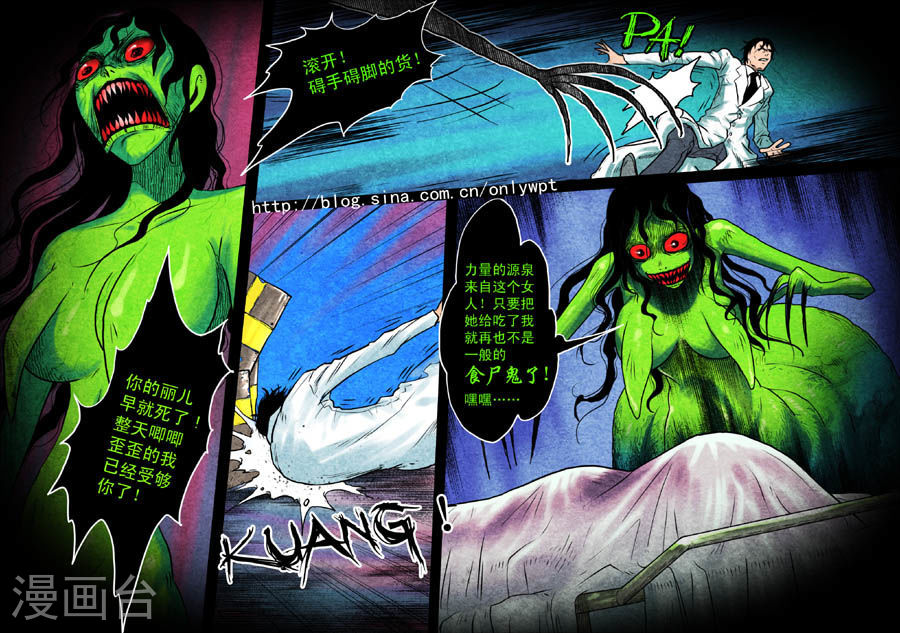 你的丽儿
早就死了！
整天唧唧
歪歪的我
已经受够
你了！
滚开！
碍手碍脚的货！
PA!
http://blog.sina.com.cn/onlywpt
KUANG!
力量的源泉
来自这个女
人！只要把
她给吃了我
就再也不是
一般的
食尸鬼了！
嘿嘿……
漫画台